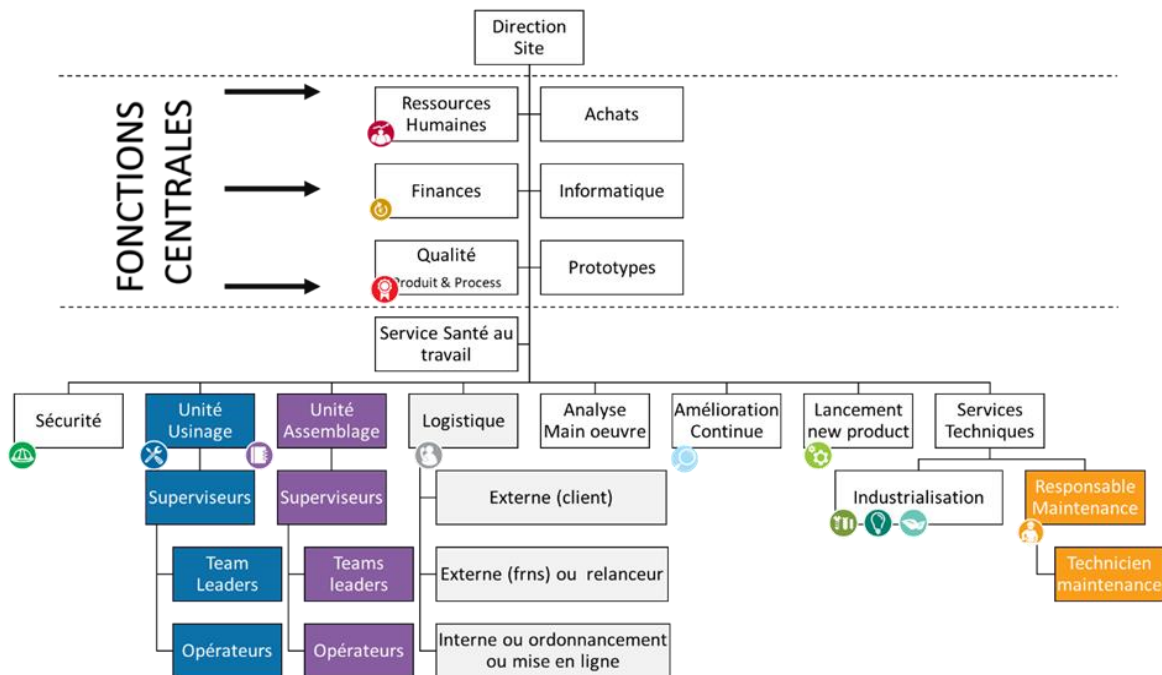 Direction
Site
FONCTIONS
CENTRALES
Ressources
Humaines
Achats
Finances
Informatique
Qualité
Produit & Process
Prototypes
Service Santé au
travail
Sécurité
Unité
Usinage
Unité
Assemblage
Logistique
Analyse
Main oeuvre
Amélioration
Continue
Lancement
new product
Services
Techniques
Superviseurs
Superviseurs
Externe (client)
Industrialisation
Responsable
Maintenance
Team
Leaders
Teams
leaders
Externe (frns) ou relanceur
Technicien
maintenance
Opérateurs
Opérateurs
Interne ou ordonnancement
ou mise en ligne